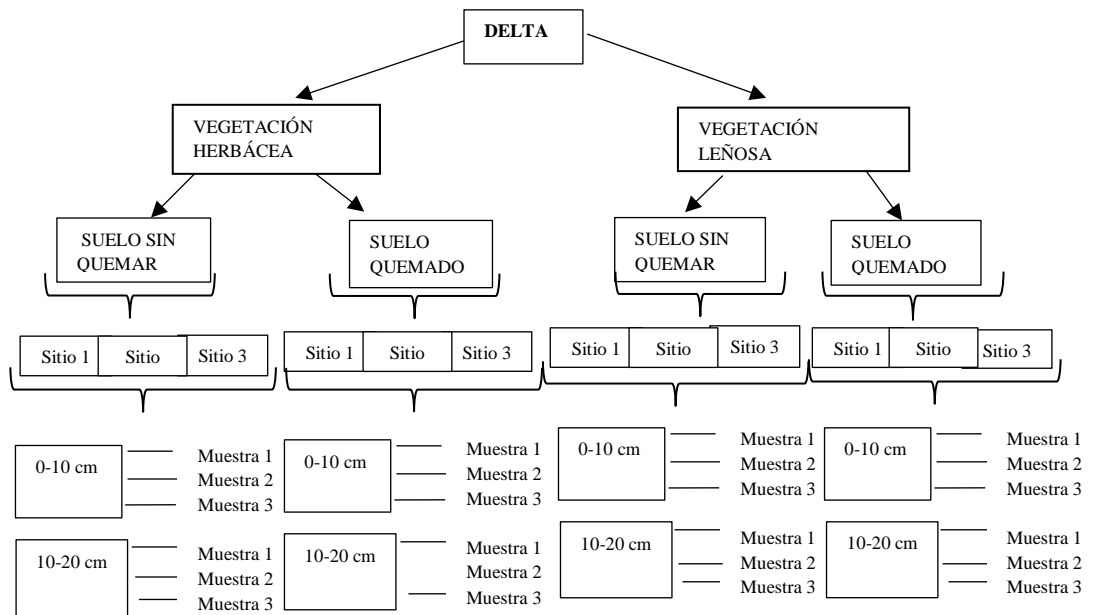 DELTA
VEGETACIÓN
HERBÁCEA
VEGETACIÓN
LEÑOSA
SUELO SIN
QUEMAR
SUELO
QUEMADO
SUELO SIN
QUEMAR
SUELO
QUEMADO
Sitio 1 Sitio Sitio 3
Sitio 1 Sitio Sitio 3
Sitio 1 Sitio Sitio 3
Sitio 1 Sitio Sitio 3
0-10 cm
Muestra 1
Muestra 2
Muestra 3
0-10 cm
Muestra 1
Muestra 2
Muestra 3
0-10 cm
Muestra 1
Muestra 2
Muestra 3
0-10 cm
Muestra 1
Muestra 2
Muestra 3
10-20 cm
Muestra 1
Muestra 2
Muestra 3
10-20 cm
Muestra 1
Muestra 2
Muestra 3
10-20 cm
Muestra 1
Muestra 2
Muestra 3
10-20 cm
Muestra 1
Muestra 2
Muestra 3